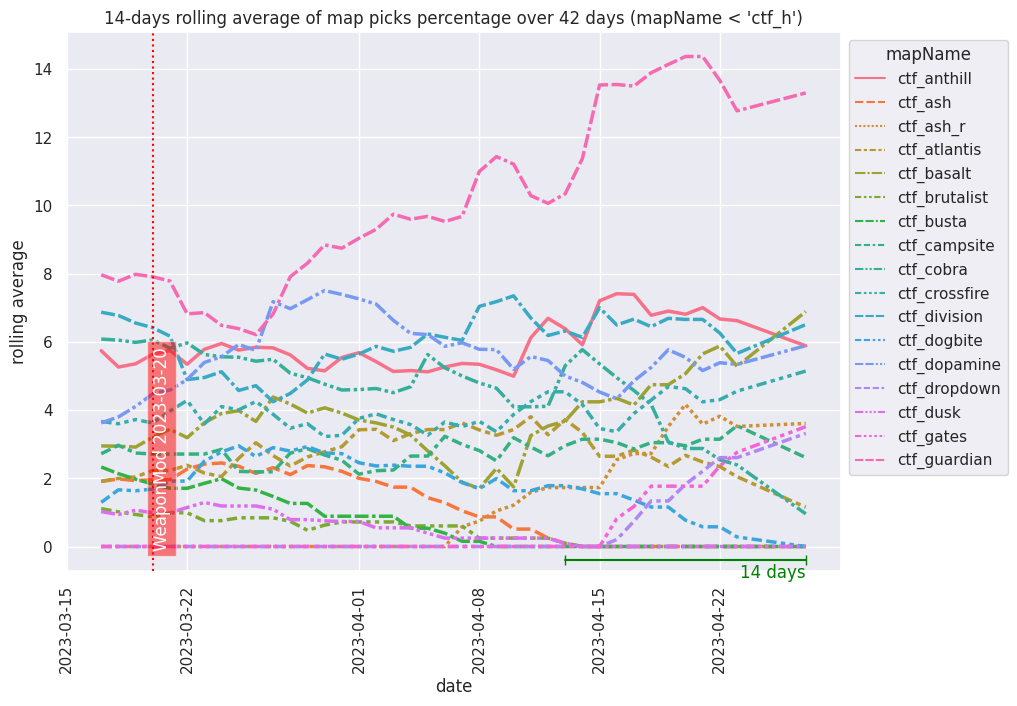 14-days rolling average of map picks percentage over 42 days (mapName < 'ctf_h')
mapName
ctf_anthill
ctf_ash
ctf_ash_r
ctf_atlantis
ctf_basalt
ctf_brutalist
ctf_busta
ctf_campsite
ctf_cobra
ctf_crossfire
ctf_division
ctf_dogbite
ctf_dopamine
ctf_dropdown
ctf_dusk
ctf_gates
ctf_guardian
rolling average
14
12
10
8
6
4
2
0
WeaponMod 2023-03-20
14 days
2023-03-15
2023-03-22
2023-04-01
2023-04-08
2023-04-15
2023-04-22
date